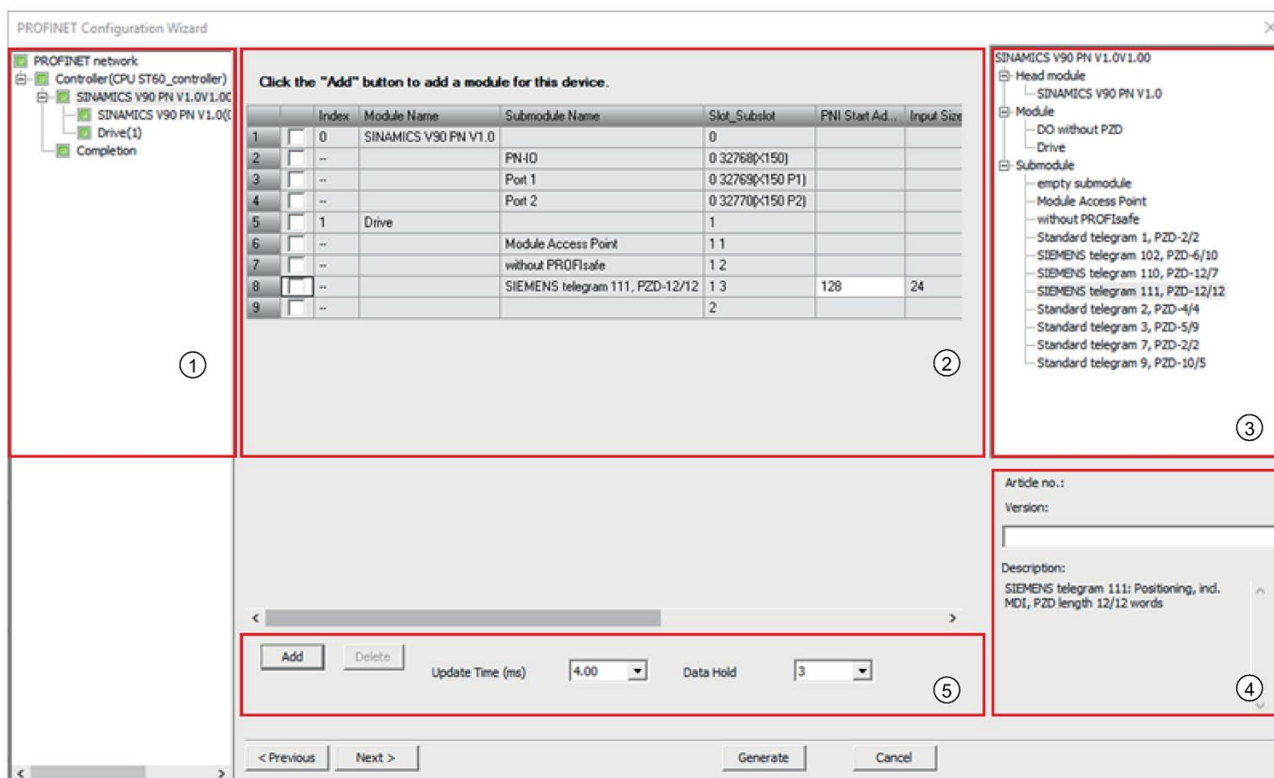 PROFINET Configuration Wizard
PROFINET network
Controller(CPU ST60_controller)
SINAMICS V90 PN V1.0V1.00
SINAMICS V90 PN V1.0(0
Drive(1)
Completion
①
Click the "Add" button to add a module for this device.
Index Module Name Submodule Name Slot_Subslot PNI Start Ad... Input Size
1 0 SINAMICS V90 PN V1.0 0
2 -- PN-IO 0 32768(X150)
3 -- Port 1 0 32769(X150 P1)
4 -- Port 2 0 32770(X150 P2)
5 1 Drive 1
6 -- Module Access Point 1 1
7 -- without PROFIsafe 1 2
8 -- SIEMENS telegram 111, PZD-12/12 1 3 128 24
9 -- 2
②
SINAMICS V90 PN V1.0V1.00
Head module
SINAMICS V90 PN V1.0
Module
DO without PZD
Drive
Submodule
empty submodule
Module Access Point
without PROFIsafe
Standard telegram 1, PZD-2/2
SIEMENS telegram 102, PZD-6/10
SIEMENS telegram 110, PZD-12/7
SIEMENS telegram 111, PZD-12/12
Standard telegram 2, PZD-4/4
Standard telegram 3, PZD-5/9
Standard telegram 7, PZD-2/2
Standard telegram 9, PZD-10/5
③
Article no.:
Version:
Description:
SIEMENS telegram 111: Positioning, incl.
MDI, PZD length 12/12 words
④
Add Delete Update Time (ms) 4.00 Data Hold 3
⑤
< Previous Next > Generate Cancel